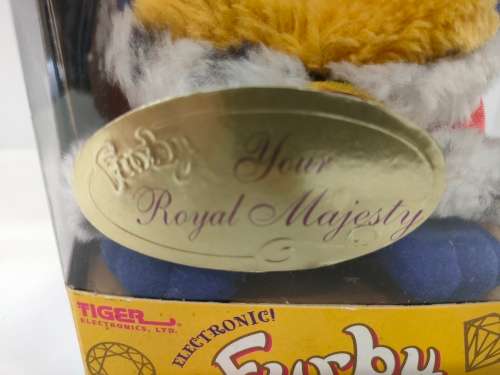 Furby Your
Royal Majesty
TIGER
ELECTRONICS, LTD.
ELECTRONIC!
Furby